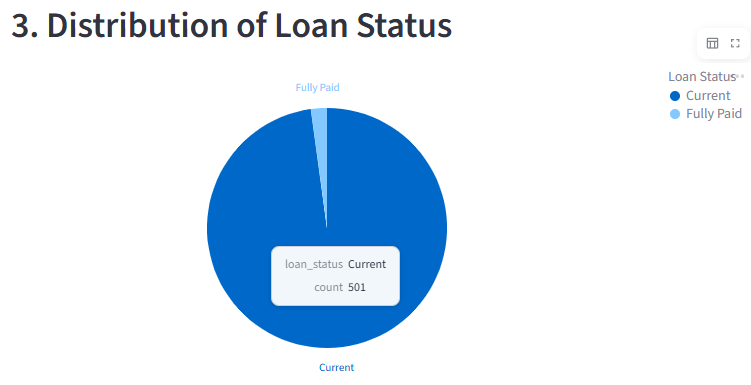 3. Distribution of Loan Status
Loan Status
Current
Fully Paid
Fully Paid
loan_status Current
count 501
Current